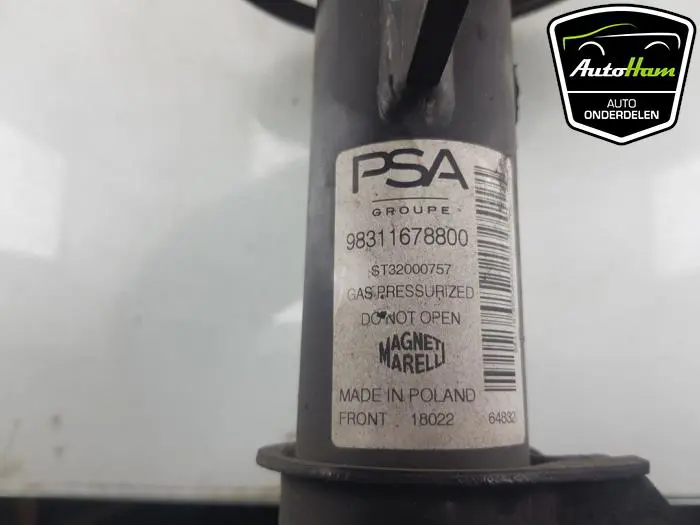 AutoHam
AUTO
ONDERDELEN
PSA
GROUPE
98311678800
ST32000757
GAS PRESSURIZED
DO NOT OPEN
MAGNETI
MARELLI
MADE IN POLAND
FRONT 18022 64832